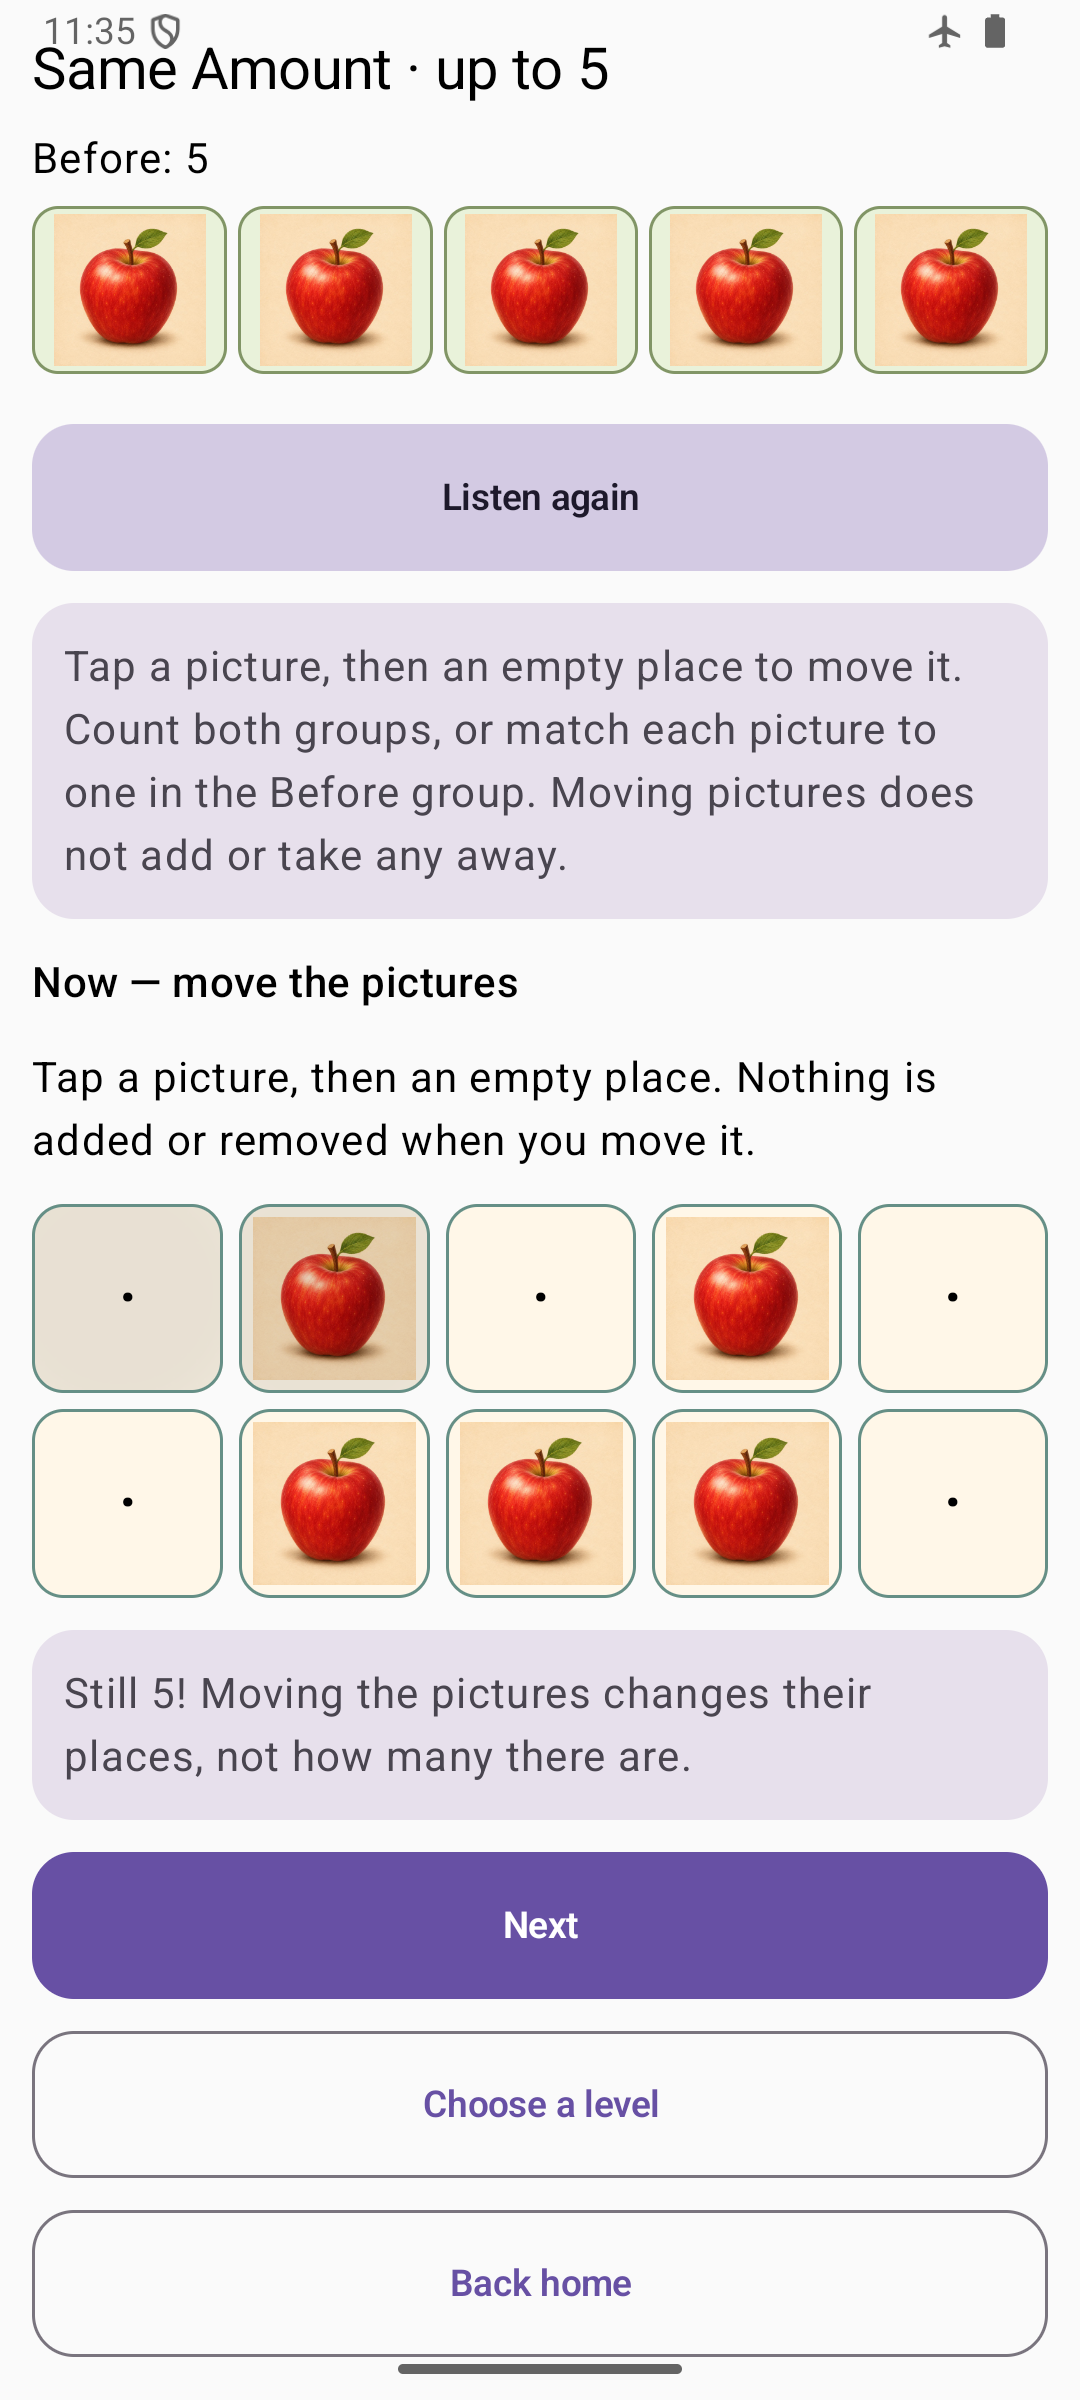 11:35
Same Amount · up to 5
Before: 5
Listen again
Tap a picture, then an empty place to move it.
Count both groups, or match each picture to
one in the Before group. Moving pictures does
not add or take any away.
Now — move the pictures
Tap a picture, then an empty place. Nothing is
added or removed when you move it.
Still 5! Moving the pictures changes their
places, not how many there are.
Next
Choose a level
Back home